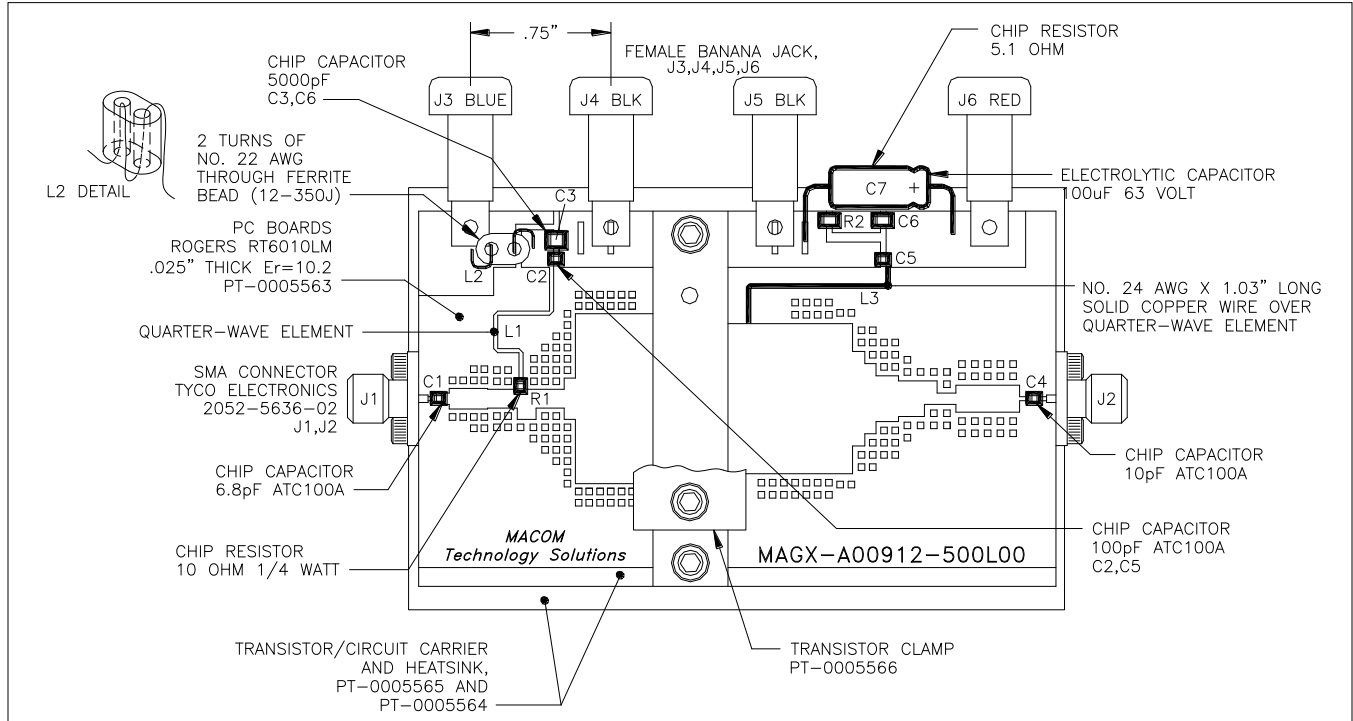 .75”
CHIP RESISTOR
5.1 OHM
FEMALE BANANA JACK,
J3,J4,J5,J6
CHIP CAPACITOR
5000pF
C3,C6
J3 BLUE
J4 BLK
J5 BLK
J6 RED
2 TURNS OF
NO. 22 AWG
THROUGH FERRITE
BEAD (12-350J)
L2 DETAIL
ELECTROLYTIC CAPACITOR
100uF 63 VOLT
C7 +
C3
R2
C6
PC BOARDS
ROGERS RT6010LM
.025” THICK Er=10.2
PT-0005563
L2
C2
C5
L3
NO. 24 AWG X 1.03” LONG
SOLID COPPER WIRE OVER
QUARTER-WAVE ELEMENT
QUARTER-WAVE ELEMENT
L1
SMA CONNECTOR
TYCO ELECTRONICS
2052-5636-02
J1,J2
J1
C1
R1
C4
J2
CHIP CAPACITOR
6.8pF ATC100A
CHIP CAPACITOR
10pF ATC100A
CHIP RESISTOR
10 OHM 1/4 WATT
MACOM
Technology Solutions
MAGX-A00912-500L00
CHIP CAPACITOR
100pF ATC100A
C2,C5
TRANSISTOR/CIRCUIT CARRIER
AND HEATSINK,
PT-0005565 AND
PT-0005564
TRANSISTOR CLAMP
PT-0005566